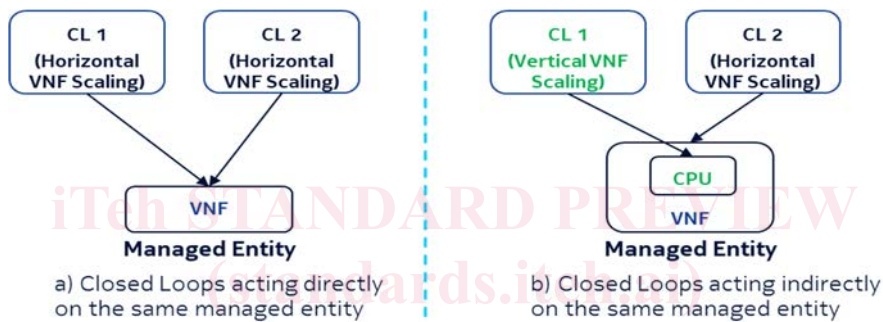 CL 1
(Horizontal
VNF Scaling)
CL 2
(Horizontal
VNF Scaling)
VNF
Managed Entity
a) Closed Loops acting directly
on the same managed entity
CL 1
(Vertical VNF
Scaling)
CL 2
(Horizontal
VNF Scaling)
CPU
VNF
Managed Entity
b) Closed Loops acting indirectly
on the same managed entity
iTeh STANDARD PREVIEW
(standards.iteh.ai)